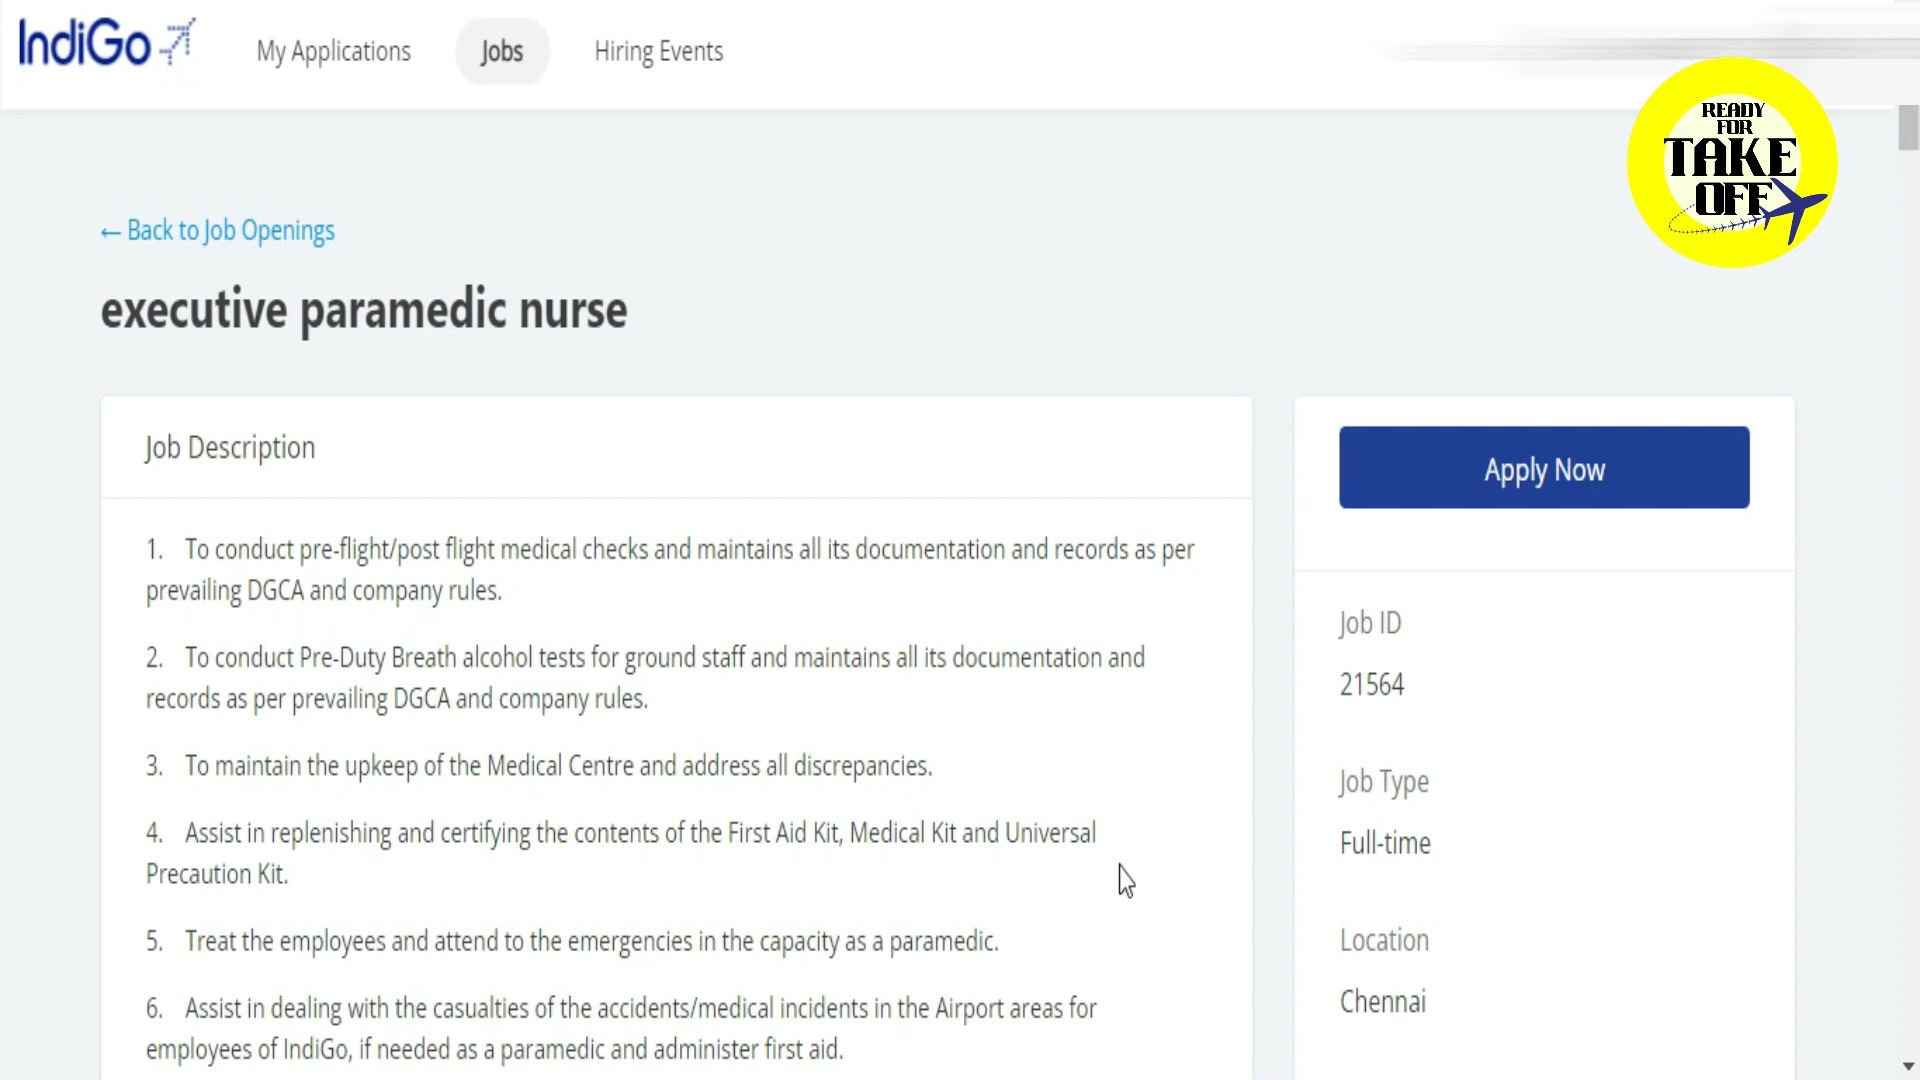 IndiGo
My Applications
Jobs
Hiring Events
READY
FOR
TAKE
OFF
← Back to Job Openings
executive paramedic nurse
Job Description
1. To conduct pre-flight/post flight medical checks and maintains all its documentation and records as per
prevailing DGCA and company rules.
2. To conduct Pre-Duty Breath alcohol tests for ground staff and maintains all its documentation and
records as per prevailing DGCA and company rules.
3. To maintain the upkeep of the Medical Centre and address all discrepancies.
4. Assist in replenishing and certifying the contents of the First Aid Kit, Medical Kit and Universal
Precaution Kit.
5. Treat the employees and attend to the emergencies in the capacity as a paramedic.
6. Assist in dealing with the casualties of the accidents/medical incidents in the Airport areas for
employees of IndiGo, if needed as a paramedic and administer first aid.
Apply Now
Job ID
21564
Job Type
Full-time
Location
Chennai